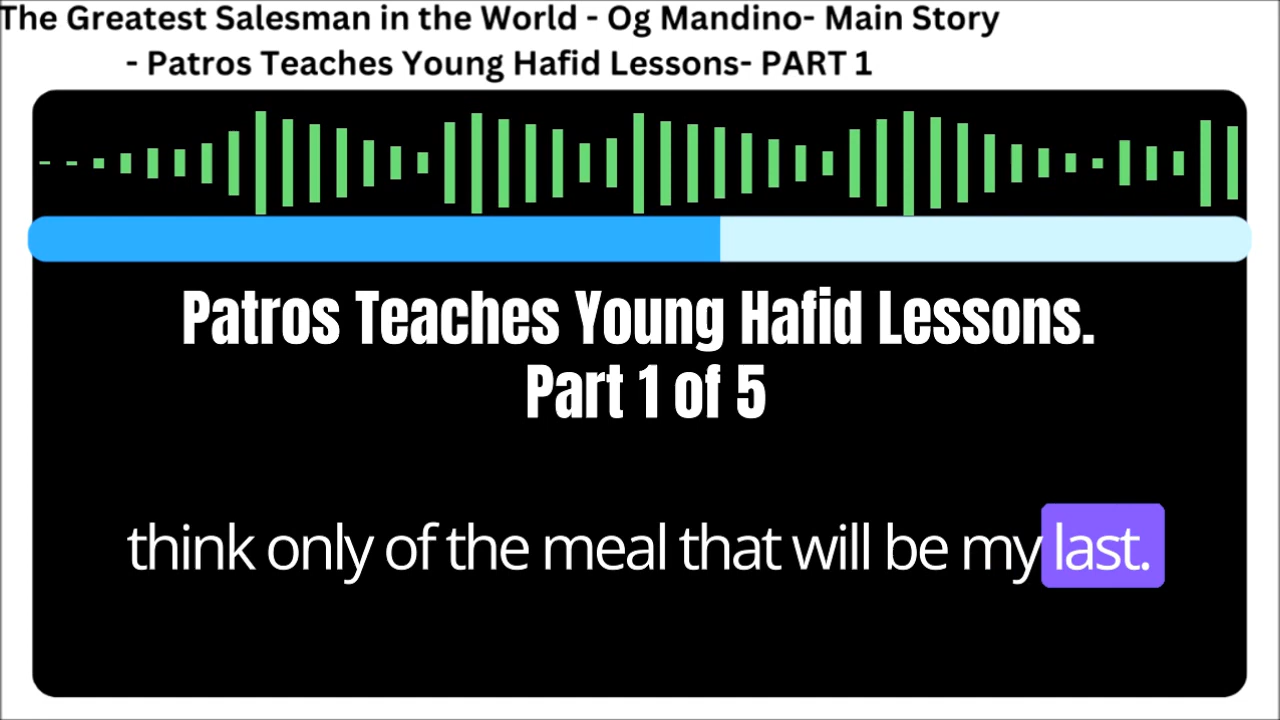 The Greatest Salesman in the World - Og Mandino- Main Story
- Patros Teaches Young Hafid Lessons- PART 1
Patros Teaches Young Hafid Lessons.
Part 1 of 5
think only of the meal that will be my last.